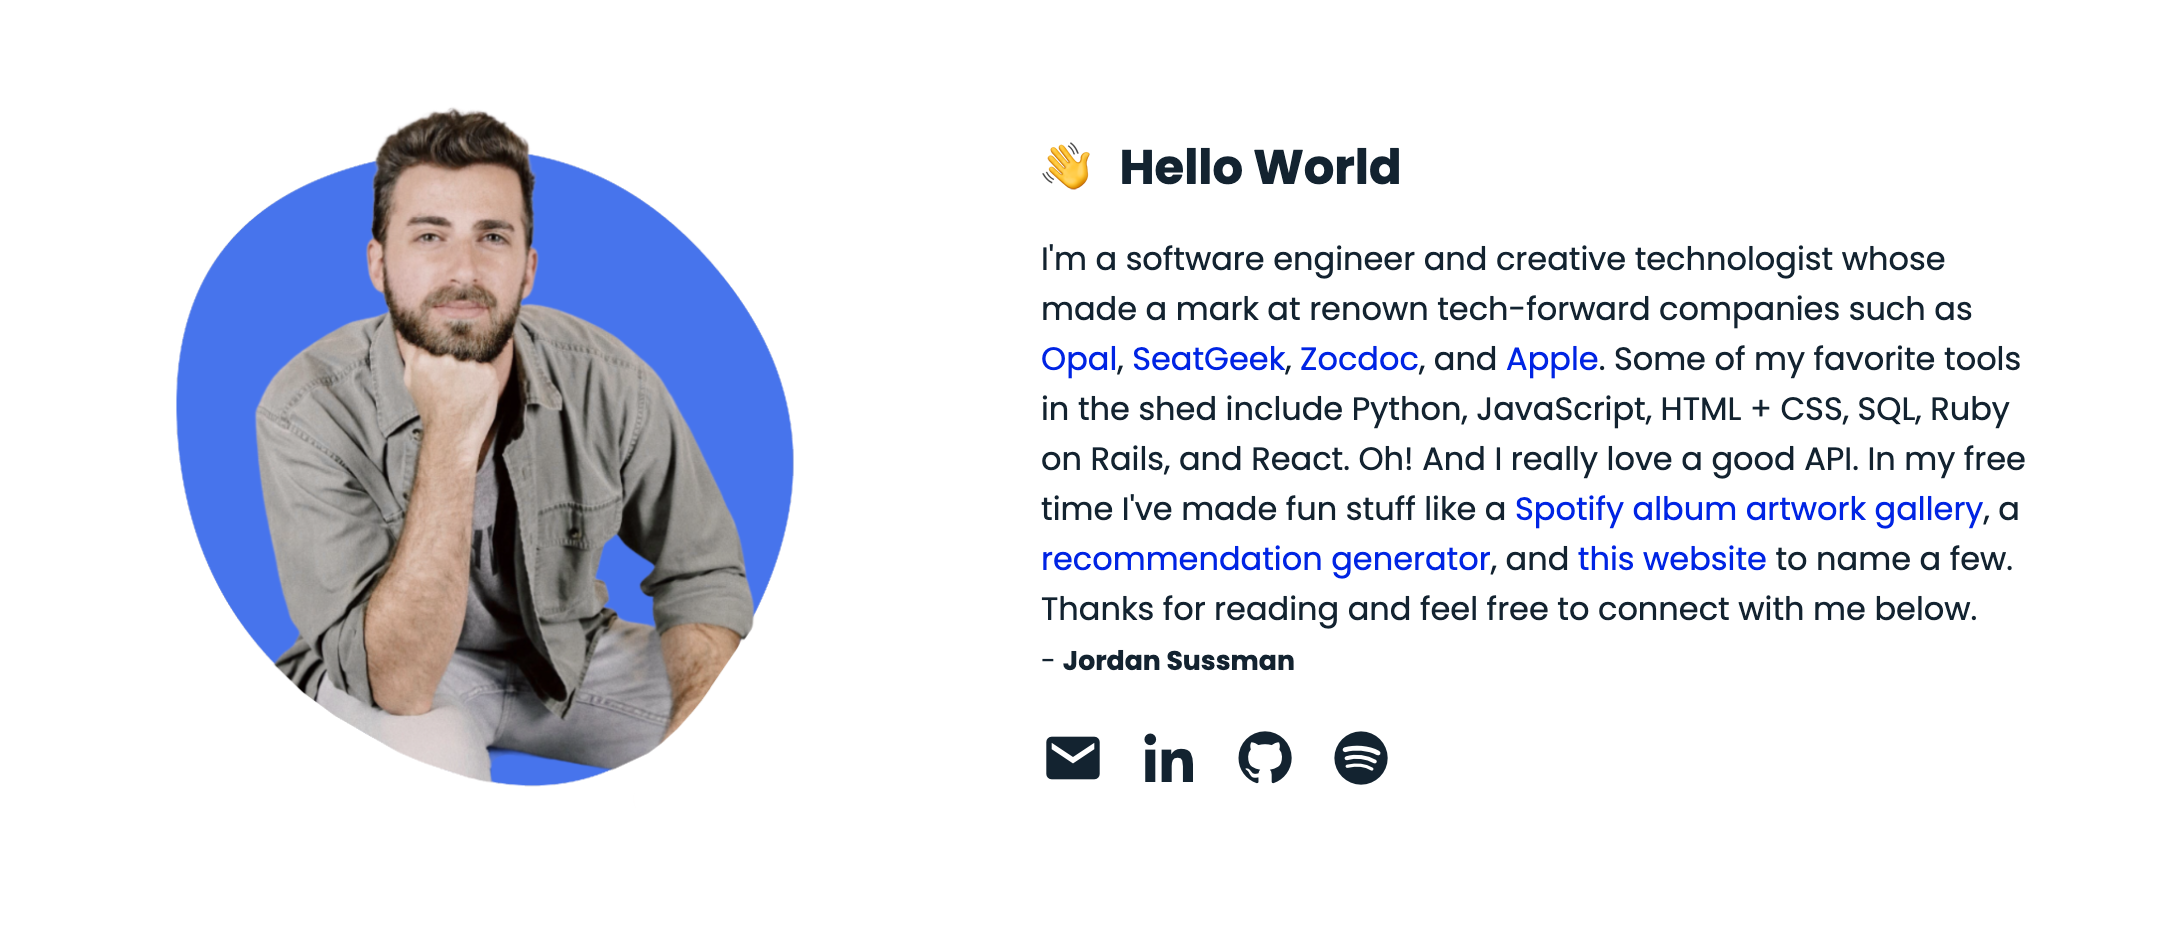 👋 Hello World
I'm a software engineer and creative technologist whose
made a mark at renown tech-forward companies such as
Opal, SeatGeek, Zocdoc, and Apple. Some of my favorite tools
in the shed include Python, JavaScript, HTML + CSS, SQL, Ruby
on Rails, and React. Oh! And I really love a good API. In my free
time I've made fun stuff like a Spotify album artwork gallery, a
recommendation generator, and this website to name a few.
Thanks for reading and feel free to connect with me below.
- Jordan Sussman
in